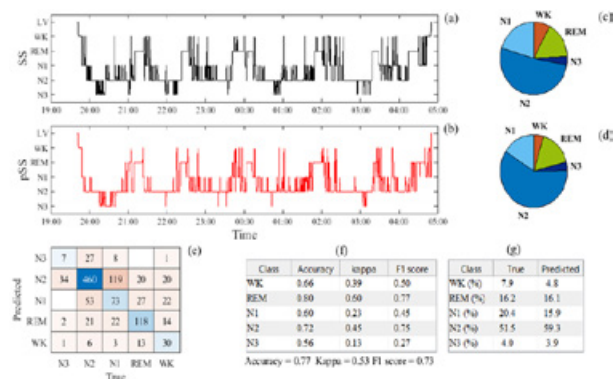 (a)
LV
WK
REM
N1
N2
N3
SS
19:00 20:00 21:00 22:00 23:00 00:00 01:00 02:00 03:00 04:00 05:00
(b)
LV
WK
REM
N1
N2
N3
pSS
19:00 20:00 21:00 22:00 23:00 00:00 01:00 02:00 03:00 04:00 05:00
Time
(c)
WK
N1
REM
N3
N2
(d)
WK
N1
REM
N3
N2
(e)
Predicted
N3 7 27 8 1
N2 34 460 119 20 20
N1 53 73 27 22
REM 2 21 22 118 14
WK 1 6 3 13 30
N3 N2 N1 REM WK
Time
(f)
Class Accuracy kappa F1 score
WK 0.66 0.39 0.50
REM 0.80 0.60 0.77
N1 0.60 0.23 0.45
N2 0.72 0.45 0.75
N3 0.56 0.13 0.27
Accuracy = 0.77 Kappa = 0.53 F1 score = 0.73
(g)
Class True Predicted
WK (%) 7.9 4.8
REM (%) 16.2 16.1
N1 (%) 20.4 15.9
N2 (%) 51.5 59.3
N3 (%) 4.0 3.9